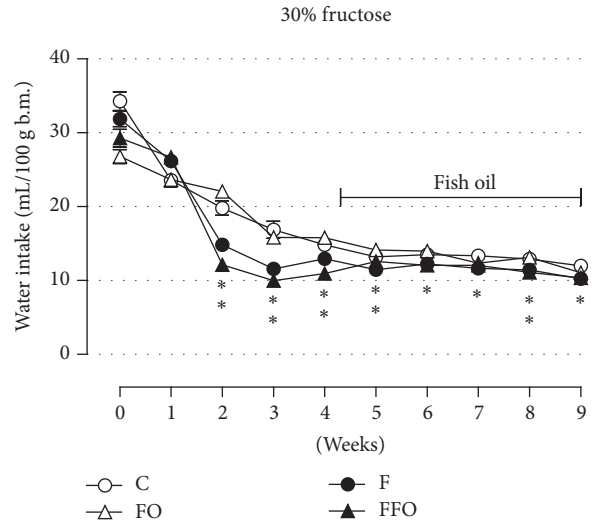 30% fructose
Water intake (mL/100 g b.m.)
40
30
20
10
0
Fish oil
* * * * * * * *
* * * * *
0 1 2 3 4 5 6 7 8 9
(Weeks)
C F
FO FFO